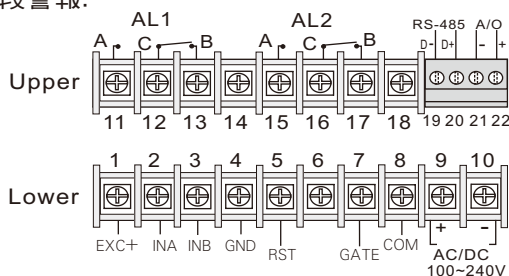 AL1 AL2 RS-485 A/O
A C B A C B D- D+ - +
Upper
11 12 13 14 15 16 17 18 19 20 21 22
1 2 3 4 5 6 7 8 9 10
Lower
EXC+ INA INB GND RST GATE COM + -
AC/DC
100~240V